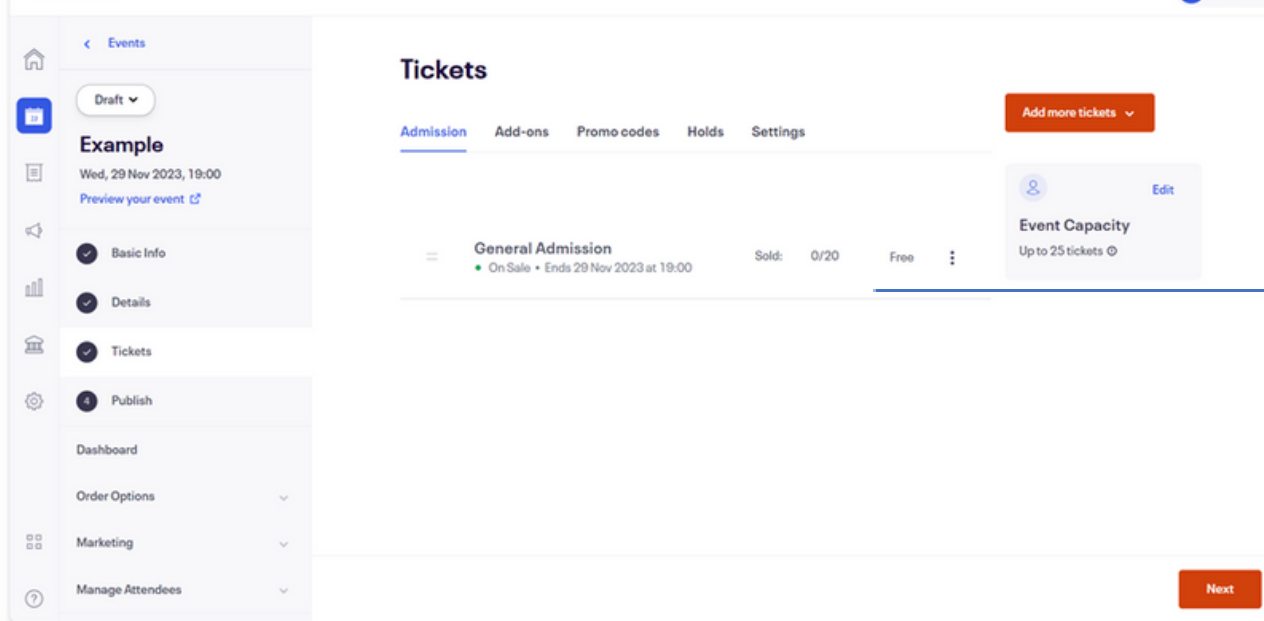 Events
Draft
Example
Wed, 29 Nov 2023, 19:00
Preview your event
Basic Info
Details
Tickets
4 Publish
Dashboard
Order Options
Marketing
Manage Attendees
Tickets
Admission Add-ons Promo codes Holds Settings
General Admission Sold: 0/20 Free
• On Sale • Ends 29 Nov 2023 at 19:00
Add more tickets
Edit
Event Capacity
Up to 25 tickets
Next